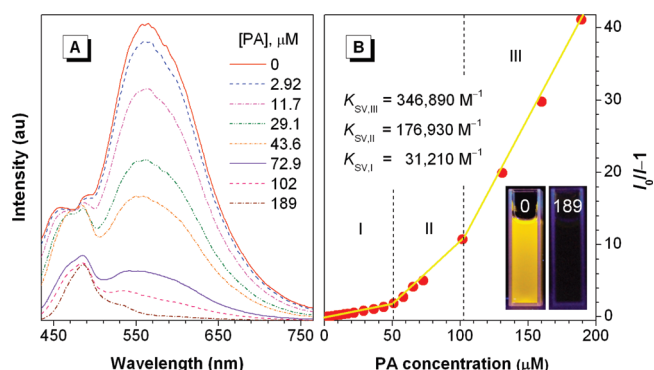 A
[PA], μM
0
2.92
11.7
29.1
43.6
72.9
102
189
Intensity (au)
450 550 650 750
Wavelength (nm)
B
III
K_SV,III = 346,890 M⁻¹
K_SV,II = 176,930 M⁻¹
K_SV,I = 31,210 M⁻¹
I
II
0 189
40
30
20
10
0
I₀/I–1
0 50 100 150 200
PA concentration (μM)